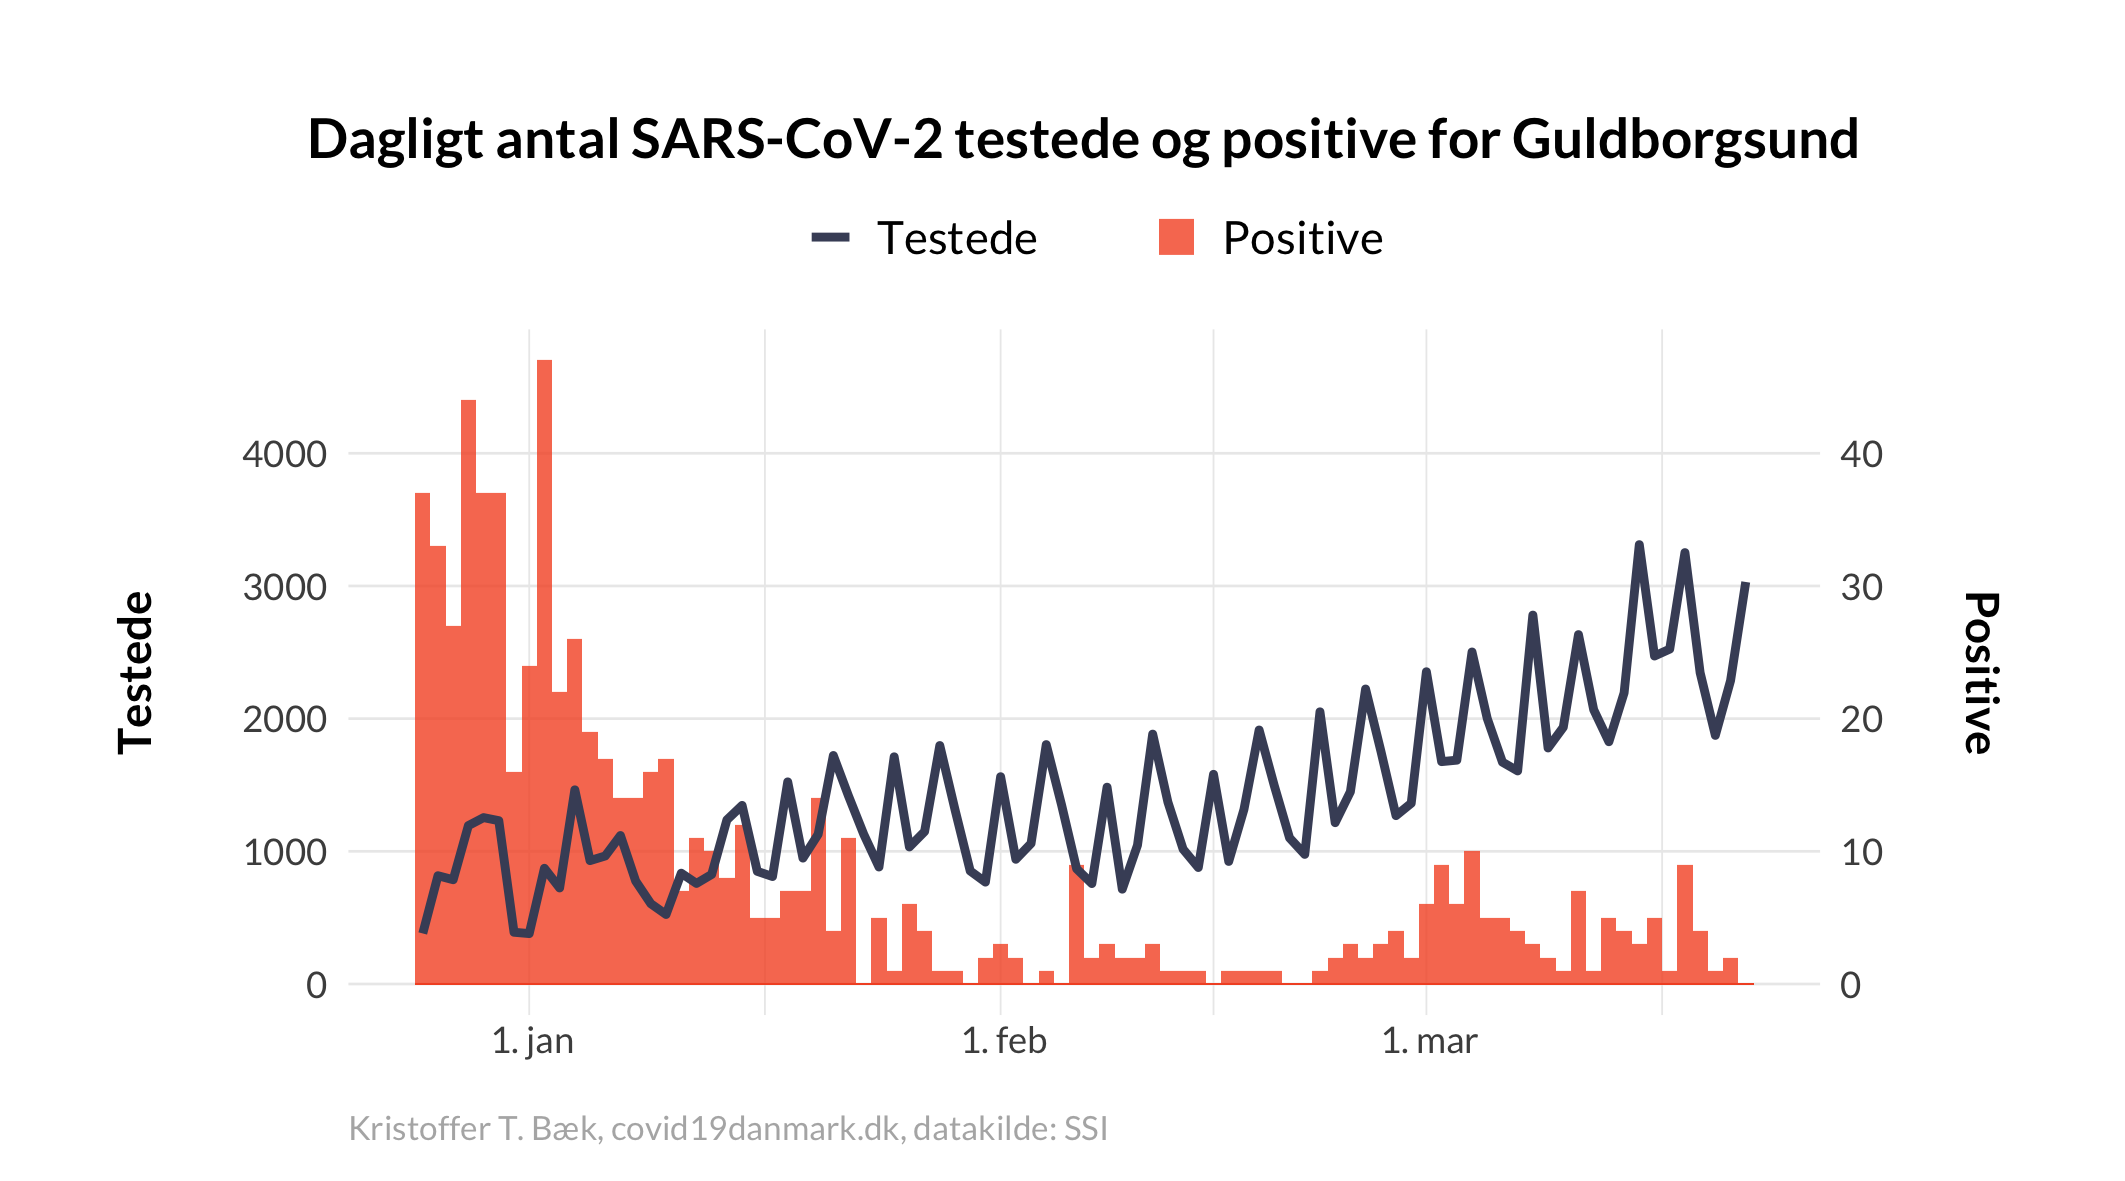 Dagligt antal SARS-CoV-2 testede og positive for Guldborgsund
Testede
Positive
4000
3000
2000
1000
0
40
30
20
10
0
Testede
Positive
1. jan
1. feb
1. mar
Kristoffer T. Bæk, covid19danmark.dk, datakilde: SSI